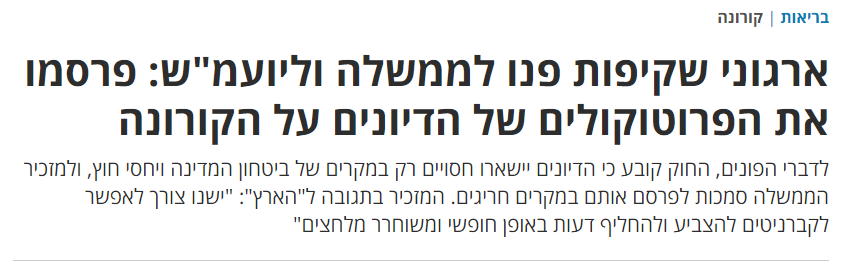 בריאות | קורונה
ארגוני שקיפות פנו לממשלה וליועמ"ש: פרסמו
את הפרוטוקולים של הדיונים על הקורונה
לדברי הפונים, החוק קובע כי הדיונים יישארו חסויים רק במקרים של ביטחון המדינה ויחסי חוץ, ולמזכיר
הממשלה סמכות לפרסם אותם במקרים חריגים. המזכיר בתגובה ל"הארץ": "ישנו צורך לאפשר
לקברניטים להצביע ולהחליף דעות באופן חופשי ומשוחרר מלחצים"